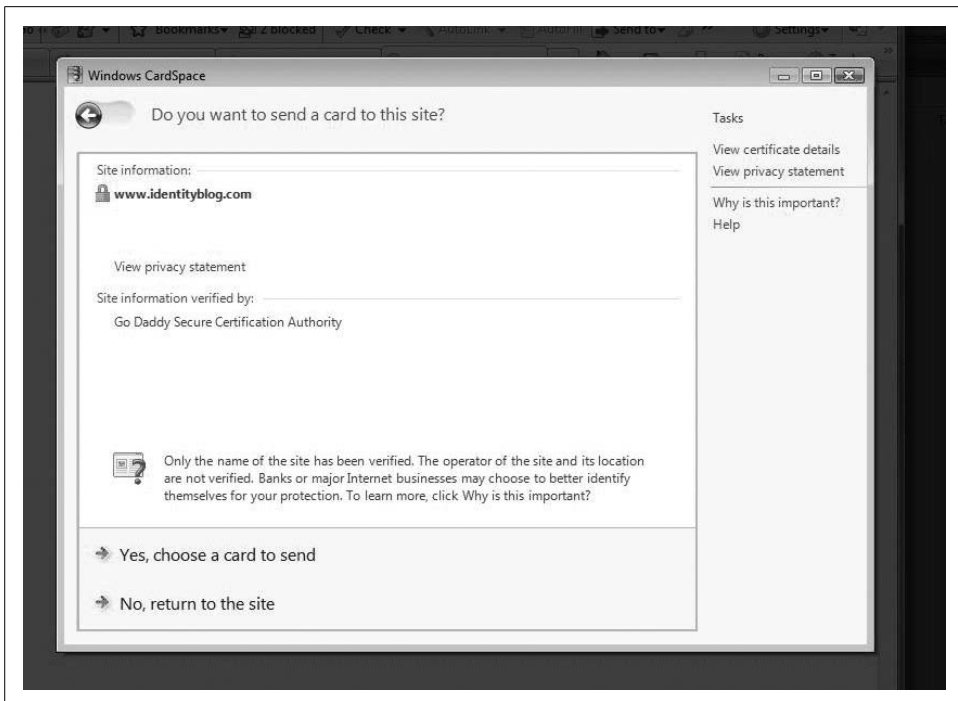 Bookmarks 2 blocked Check AutoLink AutoFill Send to Settings
Windows CardSpace
Do you want to send a card to this site?
Site information:
www.identityblog.com
View privacy statement
Site information verified by:
Go Daddy Secure Certification Authority
Only the name of the site has been verified. The operator of the site and its location
are not verified. Banks or major Internet businesses may choose to better identify
themselves for your protection. To learn more, click Why is this important?
Yes, choose a card to send
No, return to the site
Tasks
View certificate details
View privacy statement
Why is this important?
Help